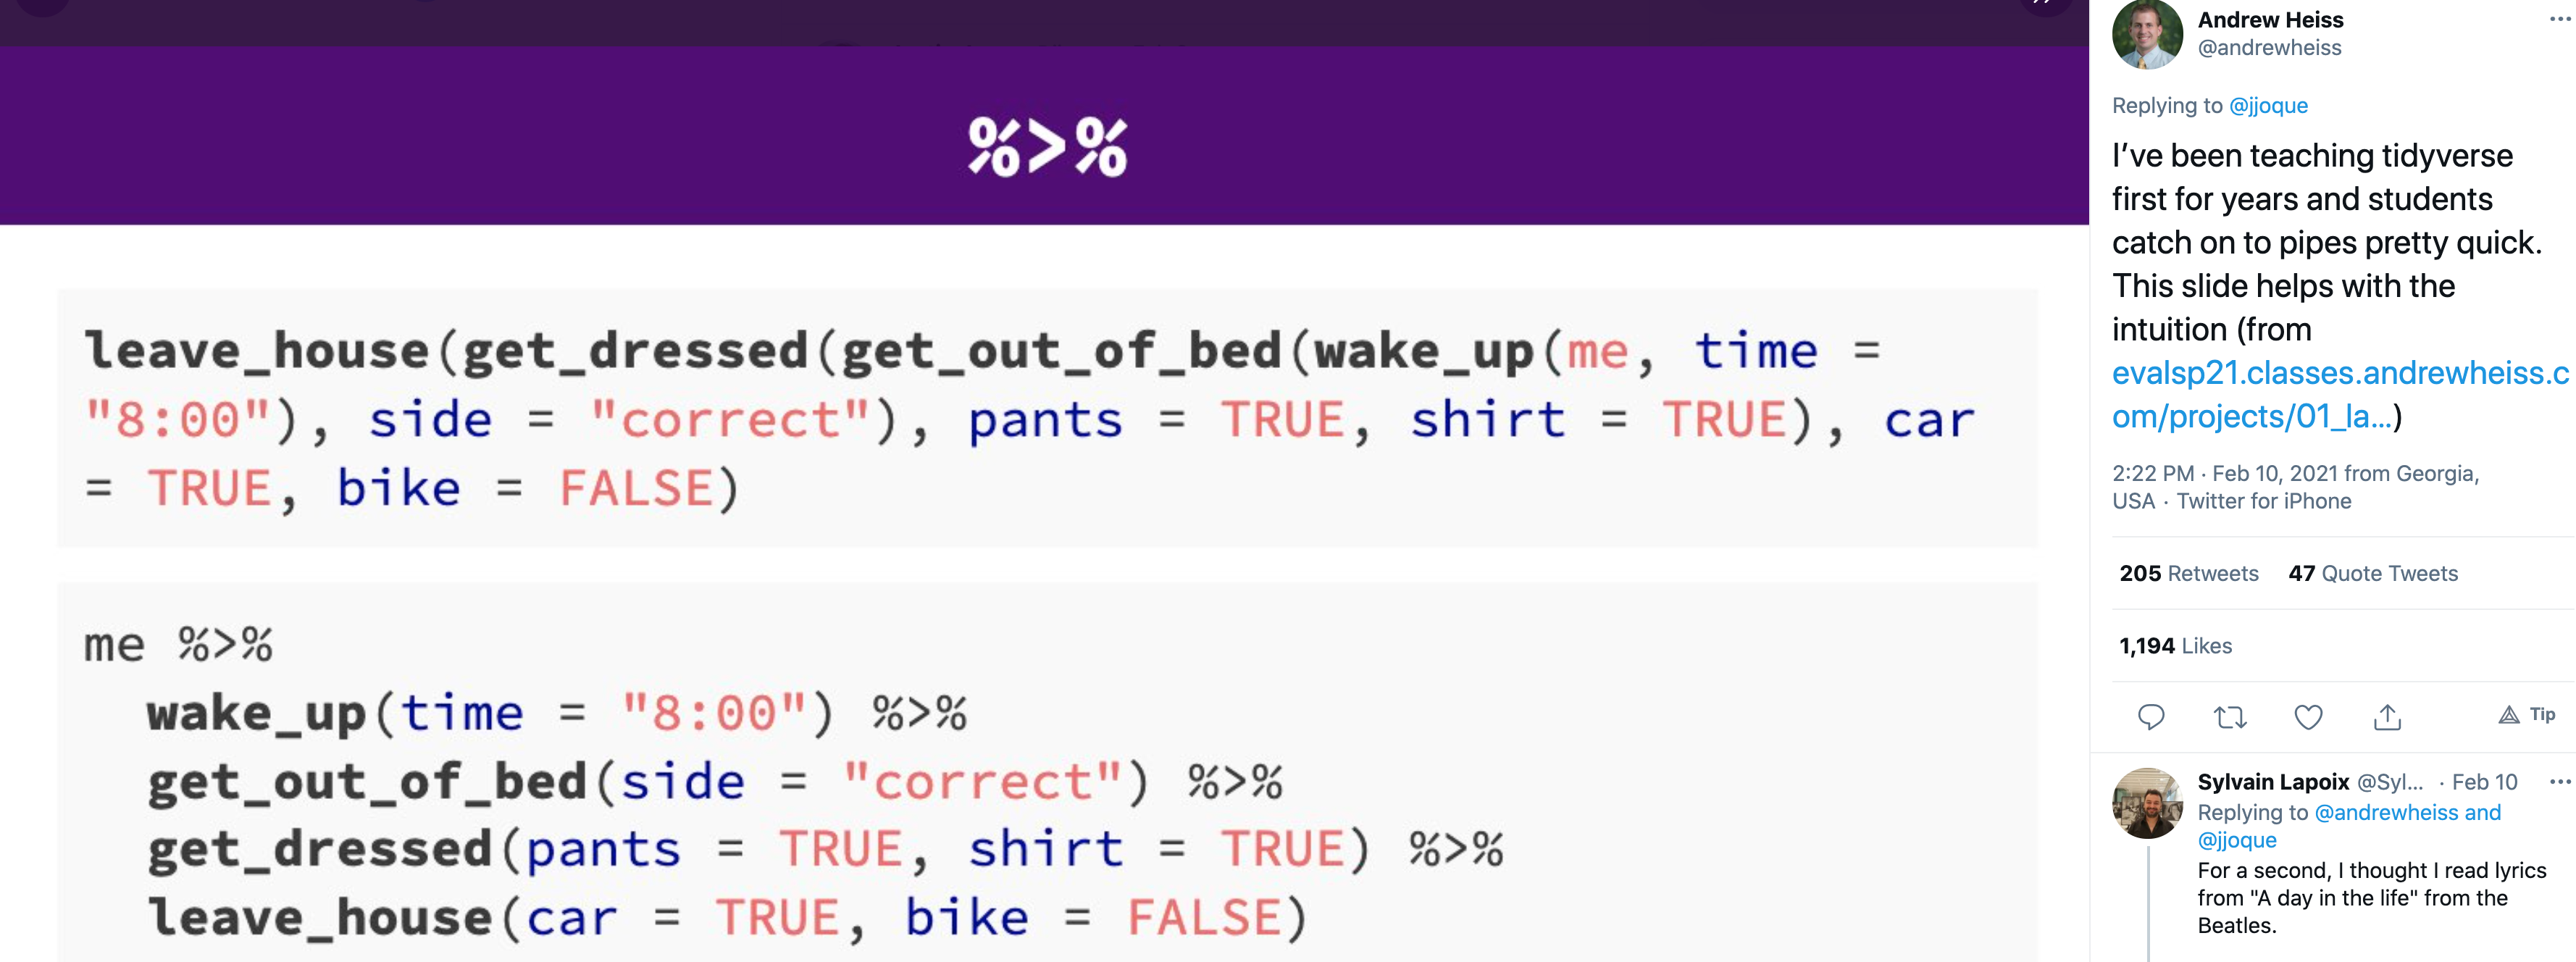 %>%
leave_house(get_dressed(get_out_of_bed(wake_up(me, time =
"8:00"), side = "correct"), pants = TRUE, shirt = TRUE), car
= TRUE, bike = FALSE)
me %>%
wake_up(time = "8:00") %>%
get_out_of_bed(side = "correct") %>%
get_dressed(pants = TRUE, shirt = TRUE) %>%
leave_house(car = TRUE, bike = FALSE)
Andrew Heiss
@andrewheiss
Replying to @jjoque
I’ve been teaching tidyverse
first for years and students
catch on to pipes pretty quick.
This slide helps with the
intuition (from
evalsp21.classes.andrewheiss.c
om/projects/01_la…)
2:22 PM · Feb 10, 2021 from Georgia,
USA · Twitter for iPhone
205 Retweets 47 Quote Tweets
1,194 Likes
Tip
Sylvain Lapoix @Syl... · Feb 10
Replying to @andrewheiss and
@jjoque
For a second, I thought I read lyrics
from "A day in the life" from the
Beatles.